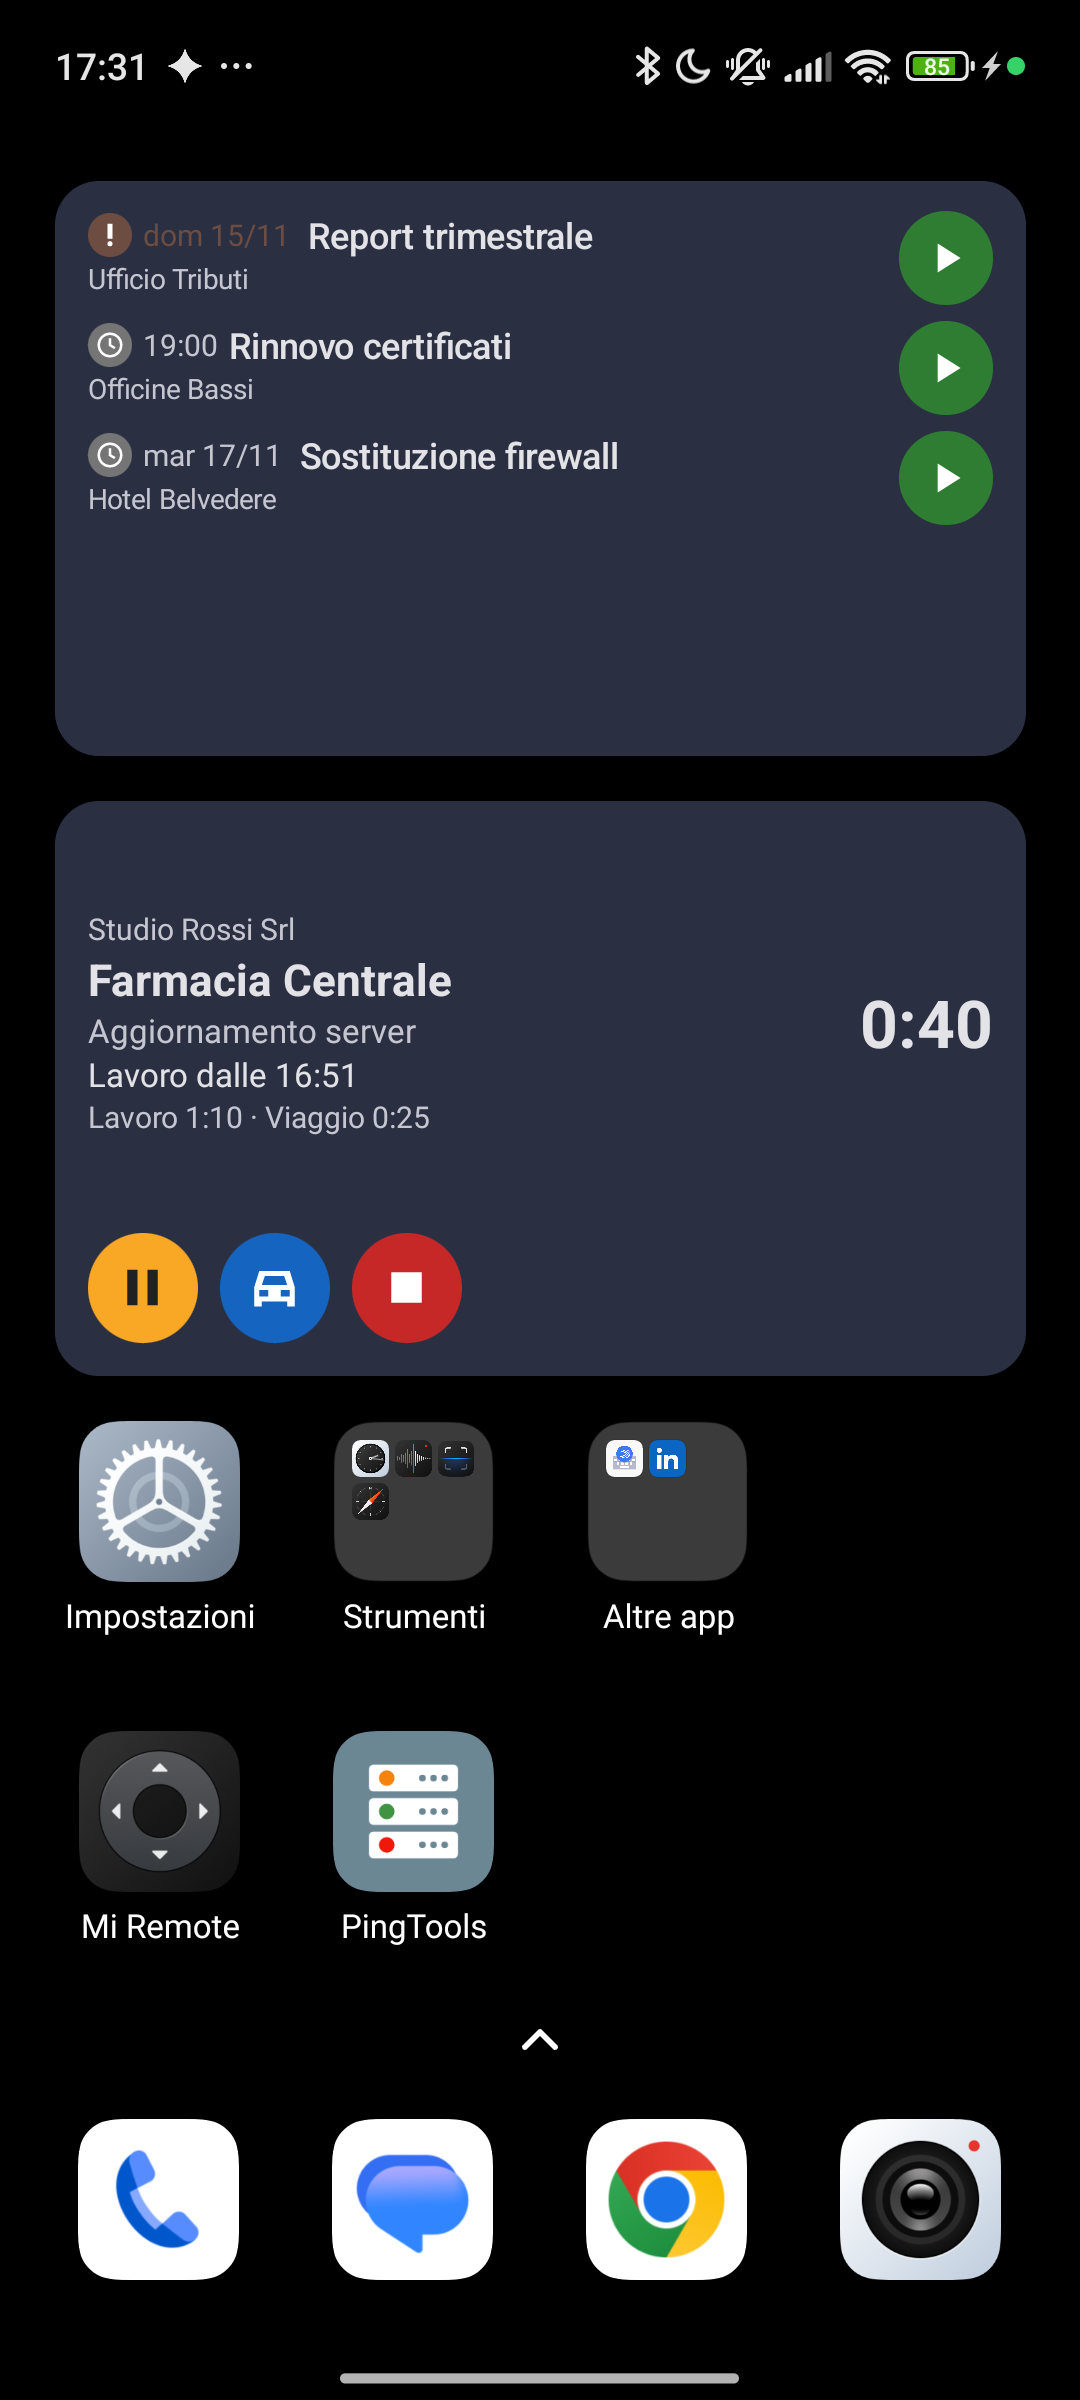 17:31
85
dom 15/11 Report trimestrale
Ufficio Tributi
19:00 Rinnovo certificati
Officine Bassi
mar 17/11 Sostituzione firewall
Hotel Belvedere
Studio Rossi Srl
Farmacia Centrale
Aggiornamento server
0:40
Lavoro dalle 16:51
Lavoro 1:10 · Viaggio 0:25
in
Impostazioni Strumenti Altre app
Mi Remote PingTools